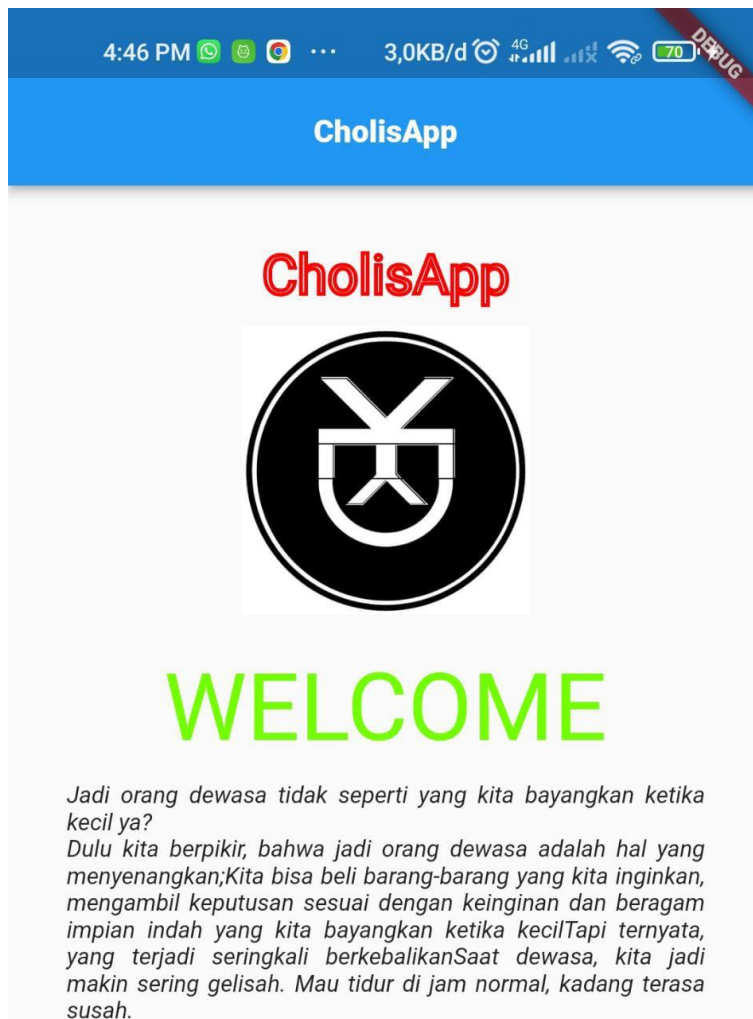 4:46 PM 3,0KB/d 4G 70
DEBUG
CholisApp
CholisApp
WELCOME
Jadi orang dewasa tidak seperti yang kita bayangkan ketika
kecil ya?
Dulu kita berpikir, bahwa jadi orang dewasa adalah hal yang
menyenangkan;Kita bisa beli barang-barang yang kita inginkan,
mengambil keputusan sesuai dengan keinginan dan beragam
impian indah yang kita bayangkan ketika kecilTapi ternyata,
yang terjadi seringkali berkebalikanSaat dewasa, kita jadi
makin sering gelisah. Mau tidur di jam normal, kadang terasa
susah.